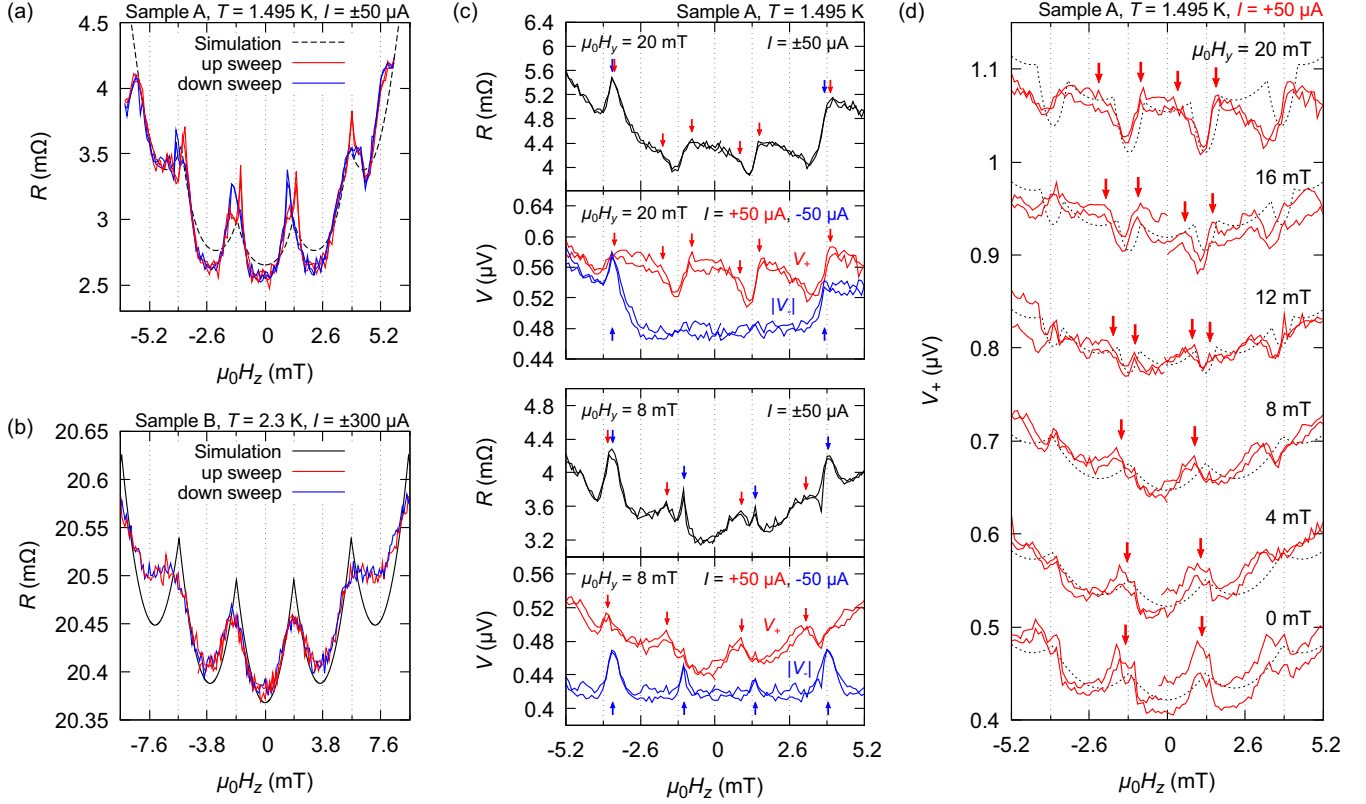 (a)
Sample A, T = 1.495 K, I = ±50 µA
Simulation
up sweep
down sweep
R (mΩ)
4.5
4
3.5
3
2.5
-5.2 -2.6 0 2.6 5.2
µ₀Hz (mT)
(b)
Sample B, T = 2.3 K, I = ±300 µA
Simulation
up sweep
down sweep
R (mΩ)
20.65
20.6
20.55
20.5
20.45
20.4
20.35
-7.6 -3.8 0 3.8 7.6
µ₀Hz (mT)
(c)
Sample A, T = 1.495 K
µ₀Hy = 20 mT I = ±50 µA
R (mΩ)
6.4
5.6
5.2
4.6
4
3.4
µ₀Hy = 20 mT I = +50 µA, -50 µA
V₊
|V₋|
V (µV)
0.6
0.56
0.52
0.48
0.44
µ₀Hy = 8 mT I = ±50 µA
R (mΩ)
4.8
4.2
3.6
3.2
µ₀Hy = 8 mT I = +50 µA, -50 µA
V₊
|V₋|
V (µV)
0.56
0.52
0.48
0.44
0.4
-5.2 -2.6 0 2.6 5.2
µ₀Hz (mT)
(d)
Sample A, T = 1.495 K, I = +50 µA
µ₀Hy = 20 mT
16 mT
12 mT
8 mT
4 mT
0 mT
V₊ (µV)
1.1
1
0.9
0.8
0.7
0.6
0.5
0.4
-5.2 -2.6 0 2.6 5.2
µ₀Hz (mT)